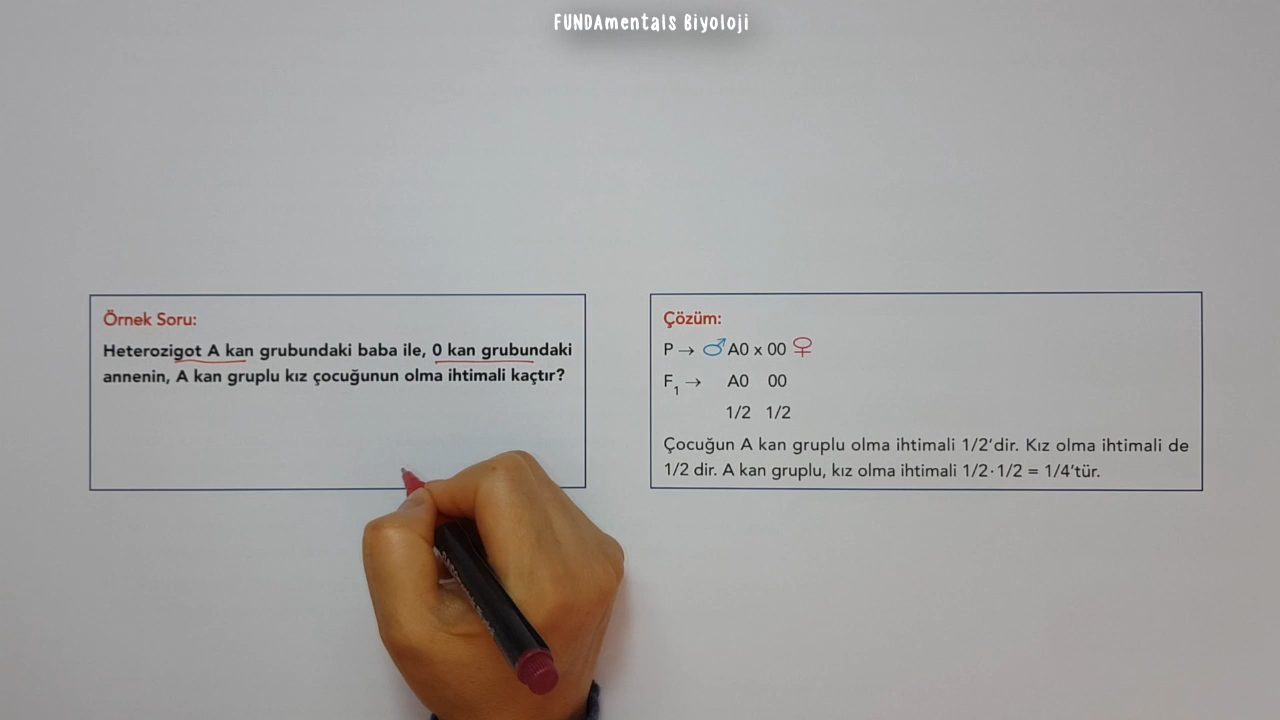 FUNDAmentals Biyoloji
Örnek Soru:
Heterozigot A kan grubundaki baba ile, 0 kan grubundaki
annenin, A kan gruplu kız çocuğunun olma ihtimali kaçtır?
Çözüm:
P → ♂ A0 x 00 ♀
F₁ → A0 00
1/2 1/2
Çocuğun A kan gruplu olma ihtimali 1/2'dir. Kız olma ihtimali de
1/2 dir. A kan gruplu, kız olma ihtimali 1/2·1/2 = 1/4'tür.